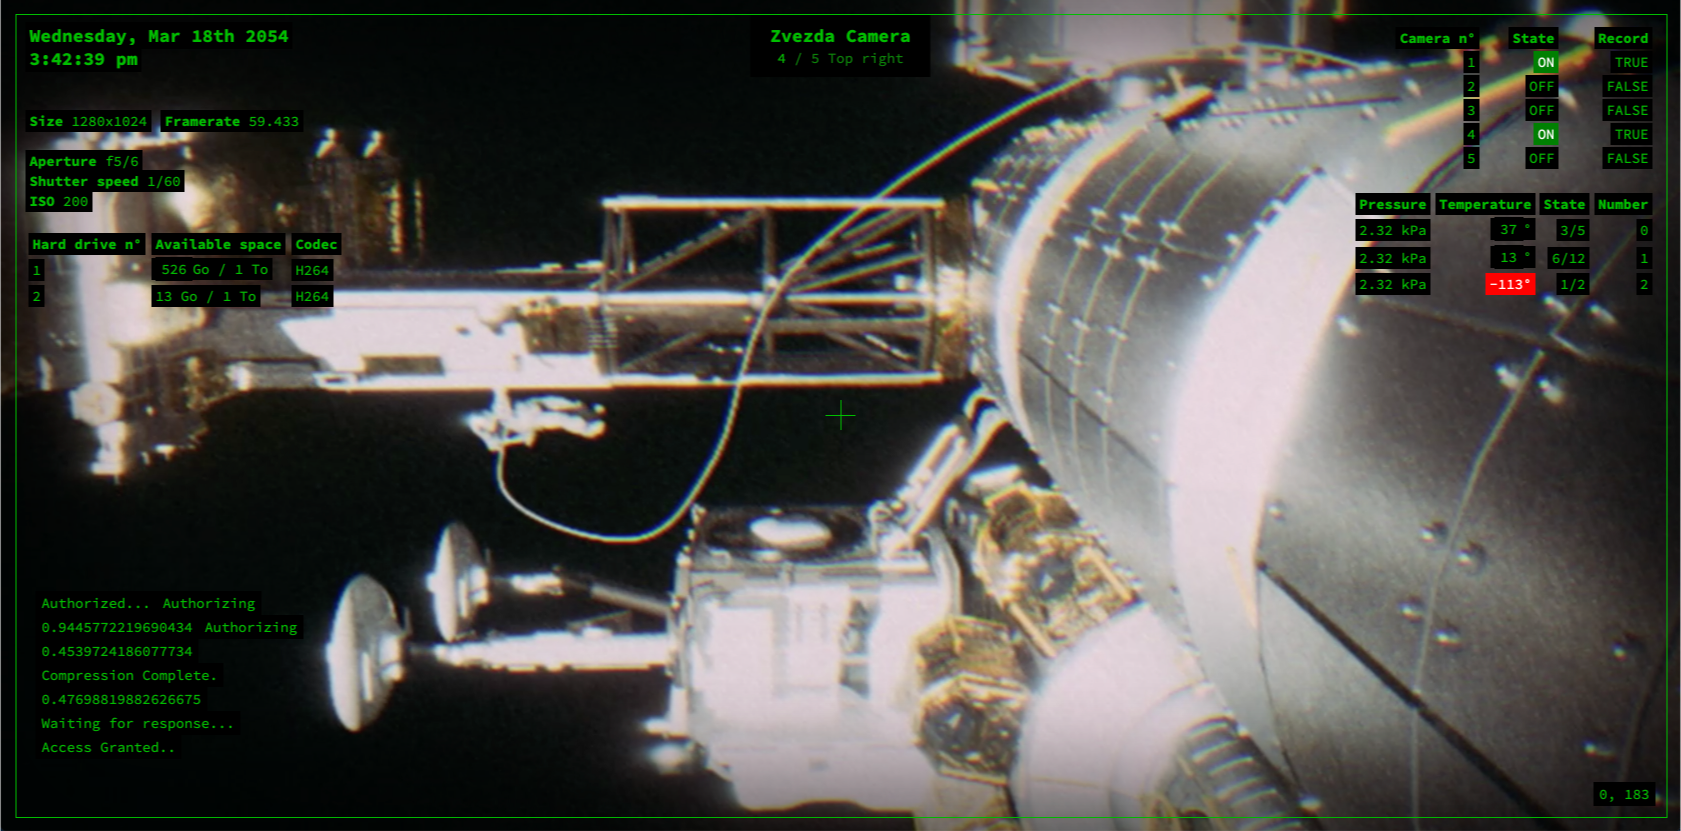 Wednesday, Mar 18th 2054
3:42:39 pm
Zvezda Camera
4 / 5 Top right
Camera n° State Record
1 ON TRUE
2 OFF FALSE
3 OFF FALSE
4 ON TRUE
5 OFF FALSE
Size 1280x1024 Framerate 59.433
Aperture f5/6
Shutter speed 1/60
ISO 200
Hard drive n° Available space Codec
1 526 Go / 1 To H264
2 13 Go / 1 To H264
Pressure Temperature State Number
2.32 kPa 37 ° 3/5 0
2.32 kPa 13 ° 6/12 1
2.32 kPa -113° 1/2 2
Authorized... Authorizing
0.9445772219690434 Authorizing
0.4539724186077734
Compression Complete.
0.47698819882626675
Waiting for response...
Access Granted..
0, 183